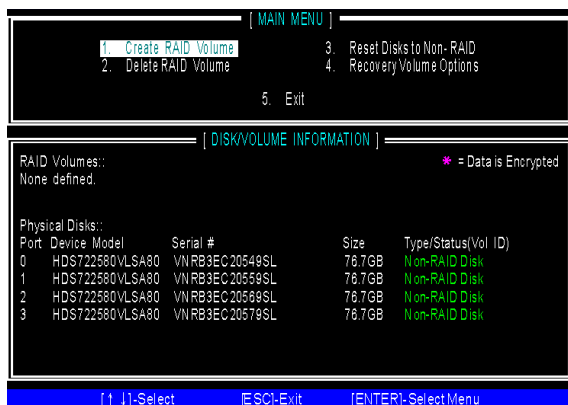 [ MAIN MENU ]
1. Create RAID Volume 3. Reset Disks to Non- RAID
2. Delete RAID Volume 4. Recovery Volume Options
5. Exit
[ DISK/VOLUME INFORMATION ]
RAID Volumes:: * = Data is Encrypted
None defined.
Physical Disks::
Port Device Model Serial # Size Type/Status(Vol ID)
0 HDS722580VLSA80 VNRB3EC20549SL 76.7GB Non-RAID Disk
1 HDS722580VLSA80 VNRB3EC20559SL 76.7GB Non-RAID Disk
2 HDS722580VLSA80 VNRB3EC20569SL 76.7GB Non-RAID Disk
3 HDS722580VLSA80 VNRB3EC20579SL 76.7GB Non-RAID Disk
[↑ ↓]-Select [ESC]-Exit [ENTER]-Select Menu